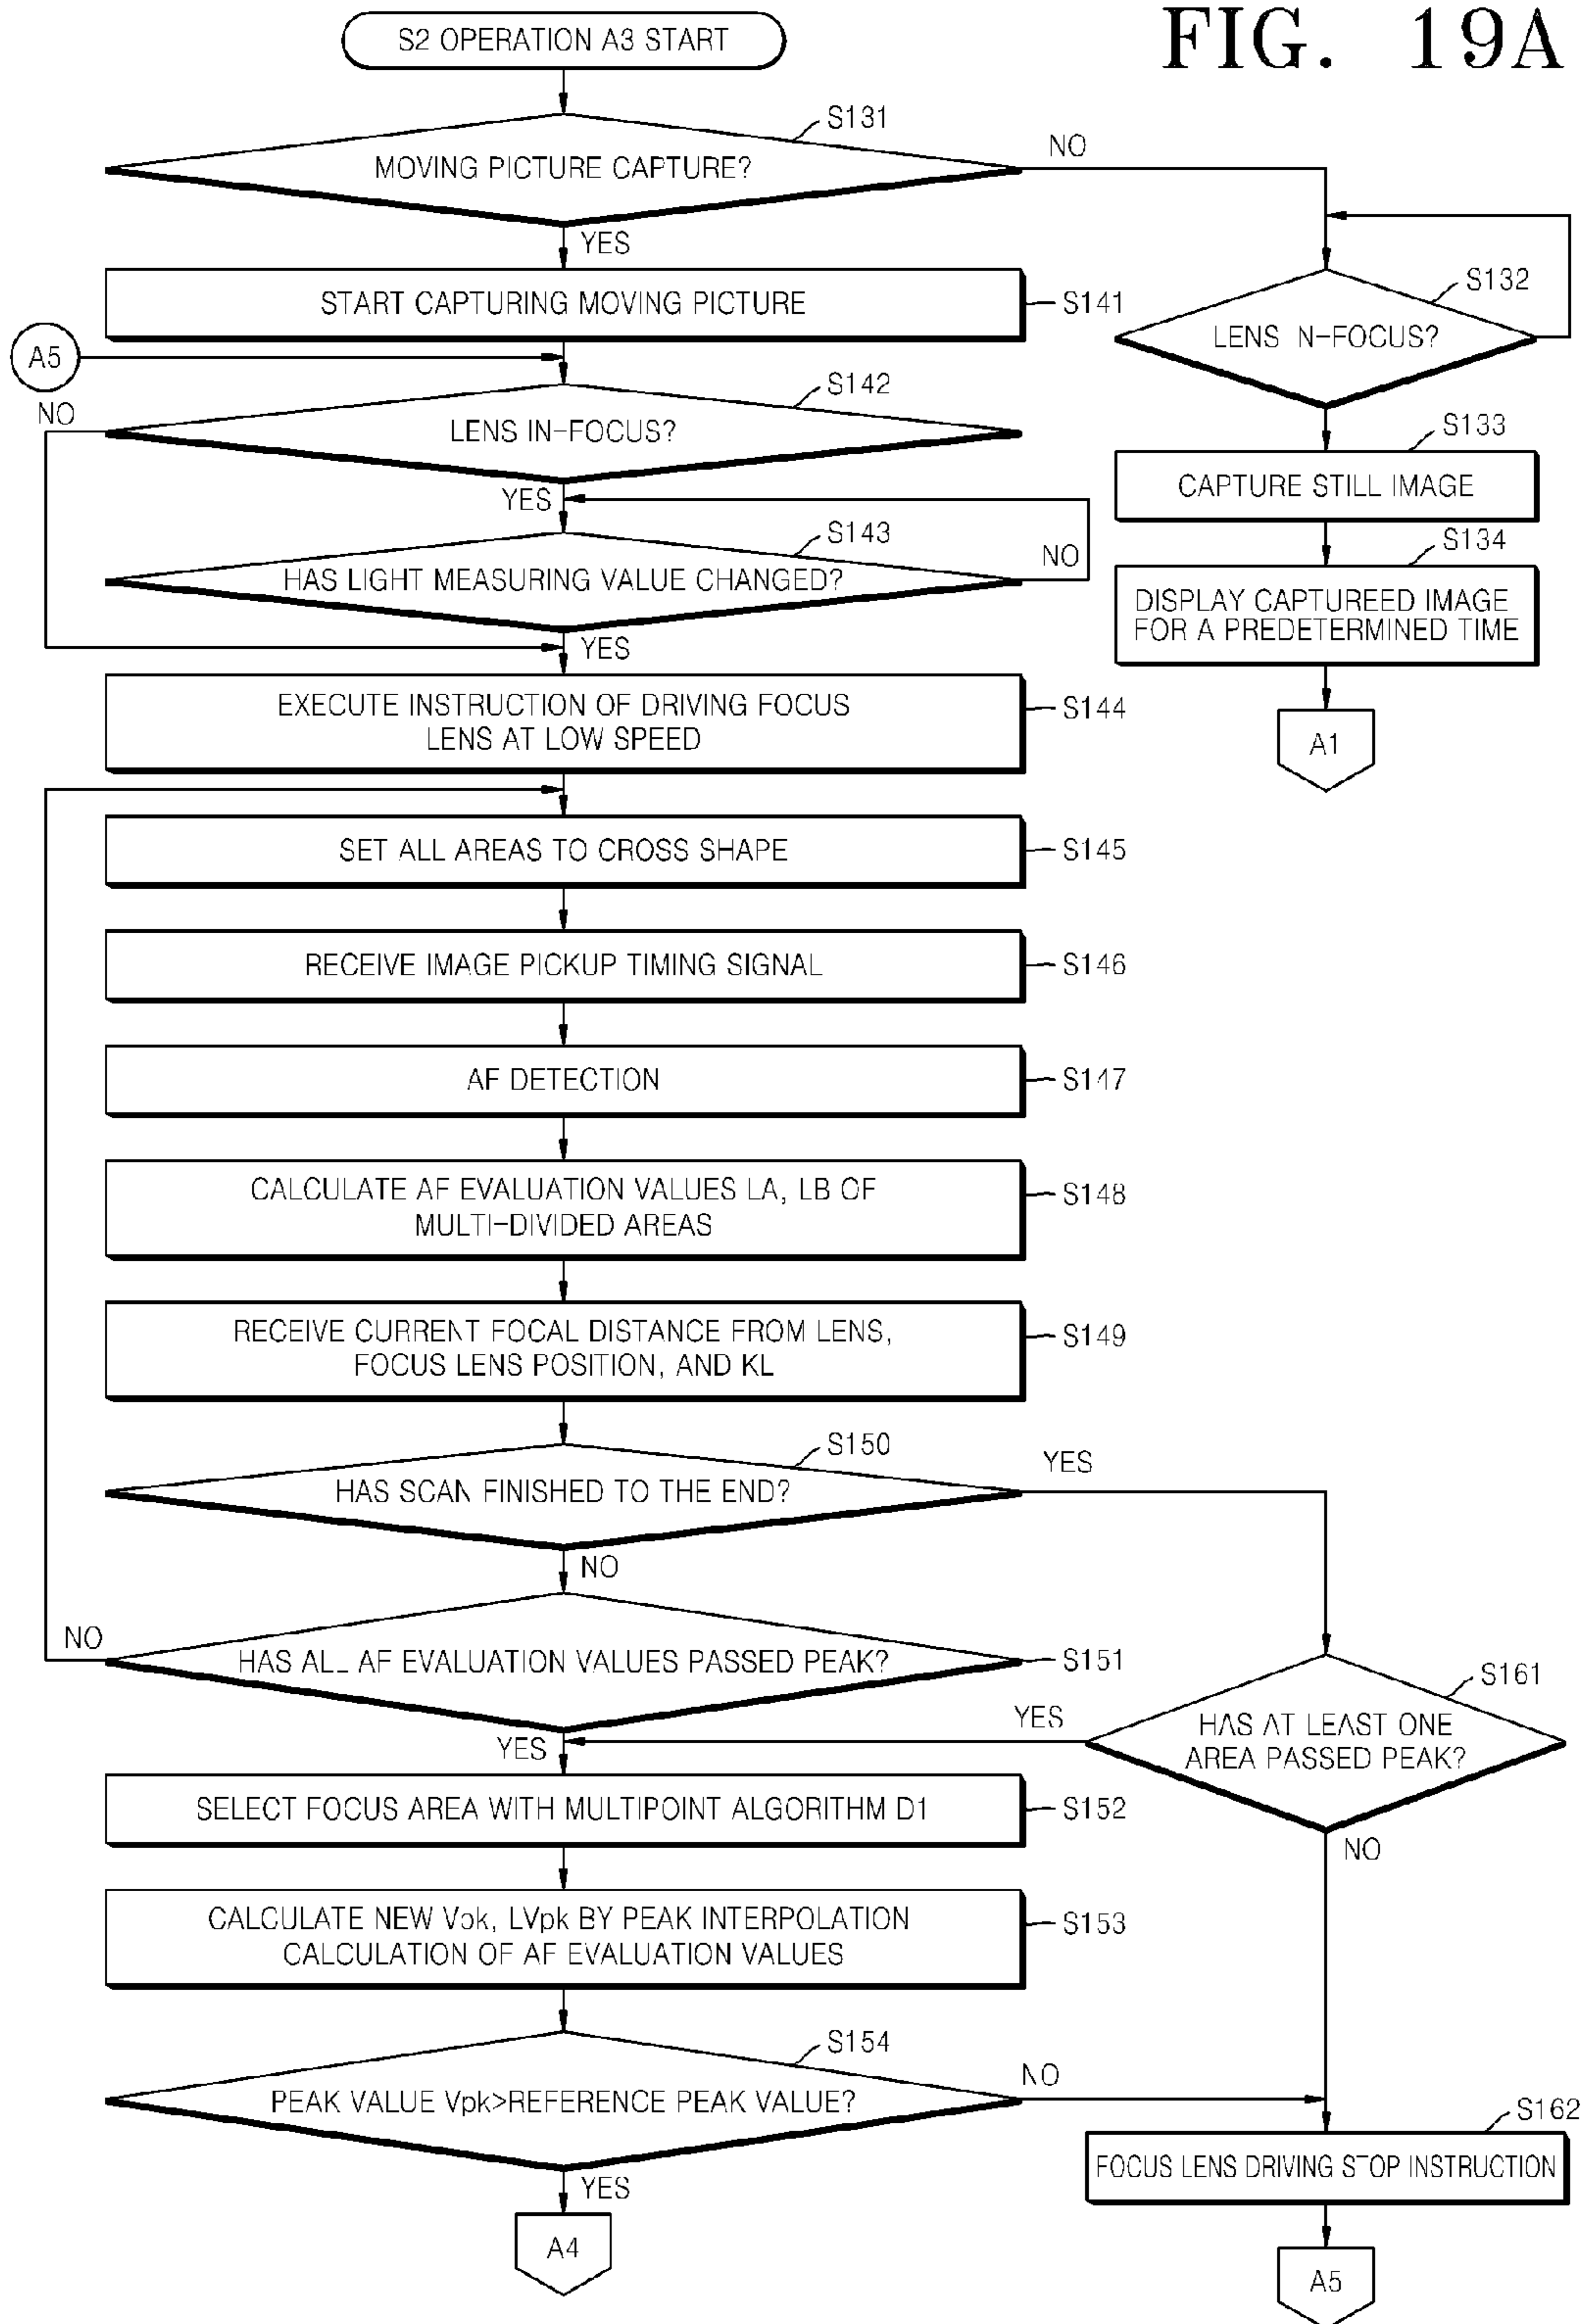 FIG. 19A
S2 OPERATION A3 START
S131
MOVING PICTURE CAPTURE?
NO
YES
START CAPTURING MOVING PICTURE
S141
S132
LENS N-FOCUS?
A5
S142
NO
LENS IN-FOCUS?
YES
S133
CAPTURE STILL IMAGE
S143
NO
HAS LIGHT MEASURING VALUE CHANGED?
YES
S134
DISPLAY CAPTUREED IMAGE
FOR A PREDETERMINED TIME
A1
EXECUTE INSTRUCTION OF DRIVING FOCUS
LENS AT LOW SPEED
S144
SET ALL AREAS TO CROSS SHAPE
S145
RECEIVE IMAGE PICKUP TIMING SIGNAL
S146
AF DETECTION
S147
CALCULATE AF EVALUATION VALUES LA, LB OF
MULTI-DIVIDED AREAS
S148
RECEIVE CURRENT FOCAL DISTANCE FROM LENS,
FOCUS LENS POSITION, AND KL
S149
S150
HAS SCAN FINISHED TO THE END?
YES
NO
NO
HAS ALL AF EVALUATION VALUES PASSED PEAK?
S151
YES
S161
HAS AT LEAST ONE
AREA PASSED PEAK?
YES
NO
SELECT FOCUS AREA WITH MULTIPOINT ALGORITHM D1
S152
CALCULATE NEW Vpk, LVpk BY PEAK INTERPOLATION
CALCULATION OF AF EVALUATION VALUES
S153
S154
PEAK VALUE Vpk>REFERENCE PEAK VALUE?
NO
YES
A4
S162
FOCUS LENS DRIVING STOP INSTRUCTION
A5